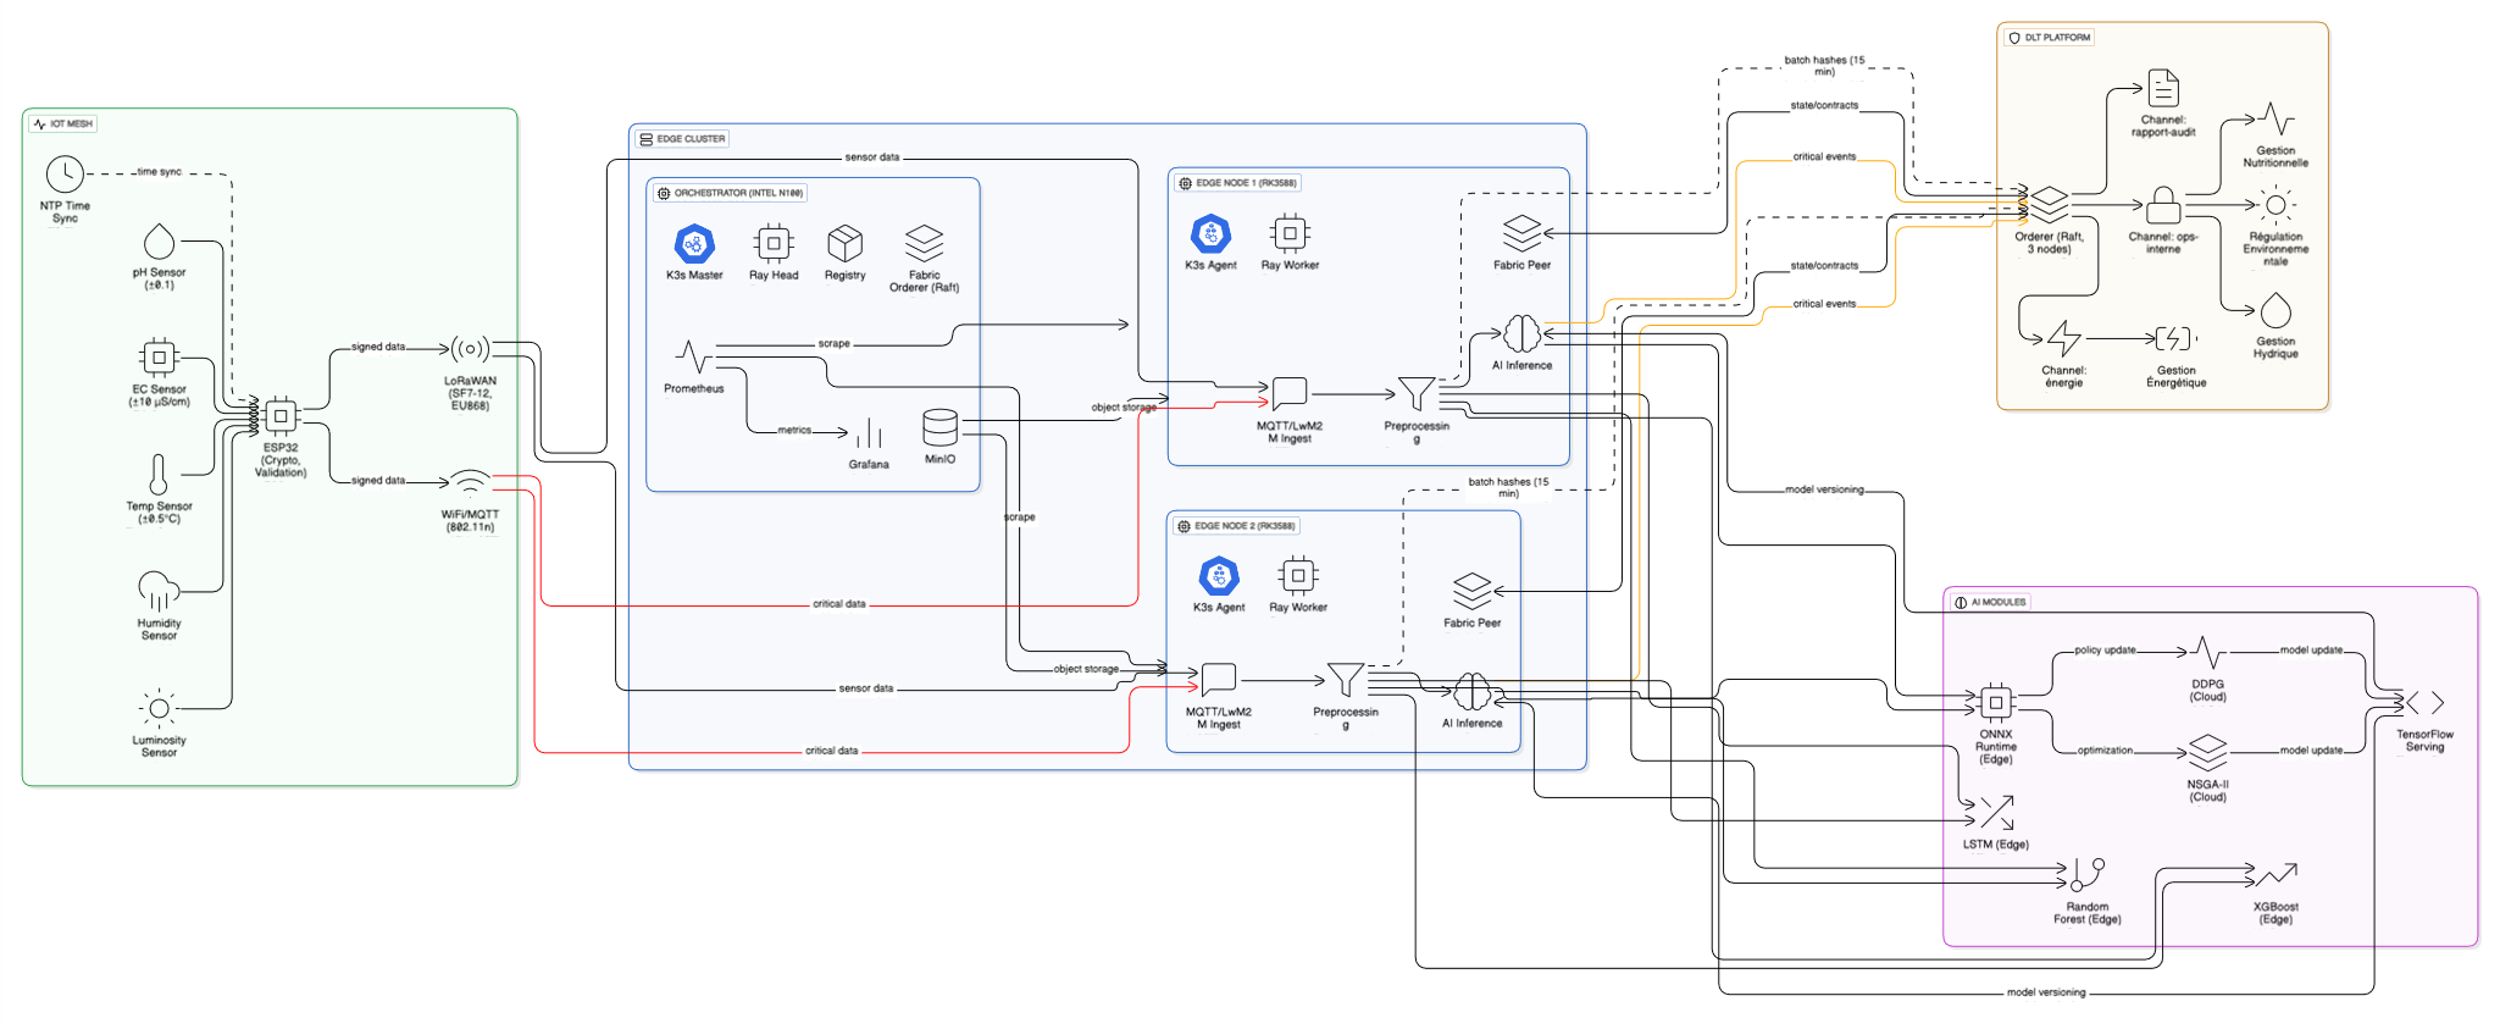 IOT MESH
NTP Time
Sync
time sync
pH Sensor
(±0.1)
EC Sensor
(±10 µS/cm)
Temp Sensor
(±0.5°C)
Humidity
Sensor
Luminosity
Sensor
ESP32
(Crypto,
Validation)
signed data
signed data
LoRaWAN
(SF7-12,
EU868)
WiFi/MQTT
(802.11n)
EDGE CLUSTER
sensor data
ORCHESTRATOR (INTEL N100)
K3s Master
Ray Head
Registry
Fabric
Orderer (Raft)
scrape
Prometheus
metrics
Grafana
MinIO
object storage
scrape
critical data
object storage
sensor data
critical data
EDGE NODE 1 (RK3588)
K3s Agent
Ray Worker
Fabric Peer
AI Inference
MQTT/LwM2
M Ingest
Preprocessin
g
batch hashes (15
min)
EDGE NODE 2 (RK3588)
K3s Agent
Ray Worker
Fabric Peer
MQTT/LwM2
M Ingest
Preprocessin
g
AI Inference
batch hashes (15
min)
state/contracts
critical events
state/contracts
critical events
model versioning
DLT PLATFORM
Channel:
rapport-audit
Gestion
Nutritionnelle
Orderer (Raft,
3 nodes)
Channel: ops-
interne
Régulation
Environneme
ntale
Channel:
énergie
Gestion
Énergétique
Gestion
Hydrique
AI MODULES
policy update
DDPG
(Cloud)
model update
ONNX
Runtime
(Edge)
optimization
NSGA-II
(Cloud)
model update
TensorFlow
Serving
LSTM (Edge)
Random
Forest (Edge)
XGBoost
(Edge)
model versioning